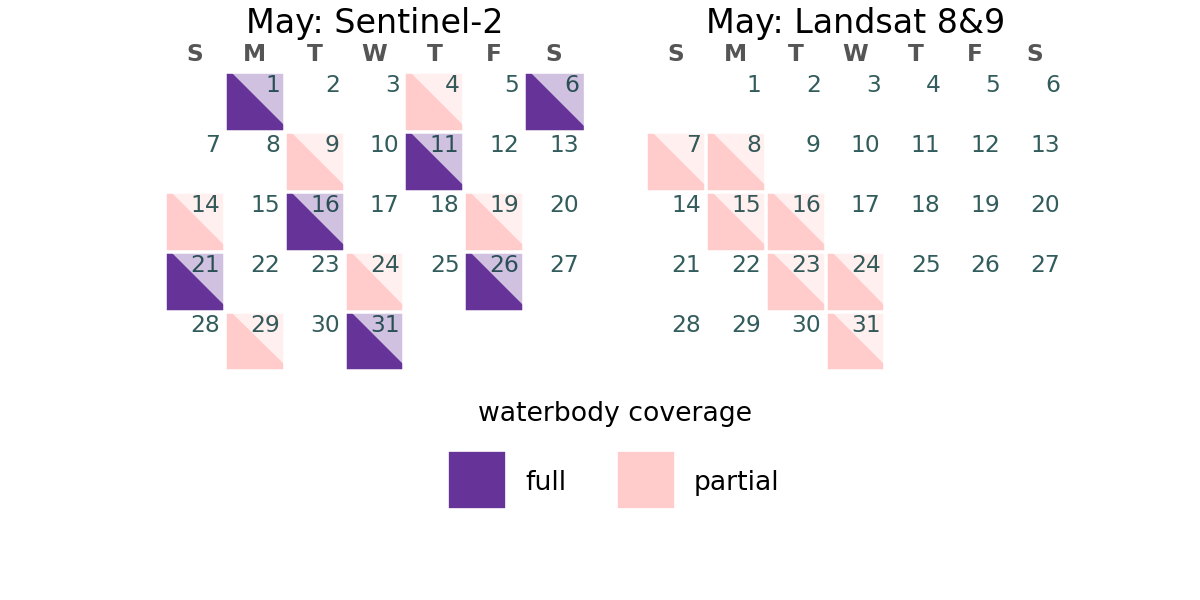 May: Sentinel-2
S M T W T F S
1 2 3 4 5 6
7 8 9 10 11 12 13
14 15 16 17 18 19 20
21 22 23 24 25 26 27
28 29 30 31
May: Landsat 8&9
S M T W T F S
1 2 3 4 5 6
7 8 9 10 11 12 13
14 15 16 17 18 19 20
21 22 23 24 25 26 27
28 29 30 31
waterbody coverage
full
partial